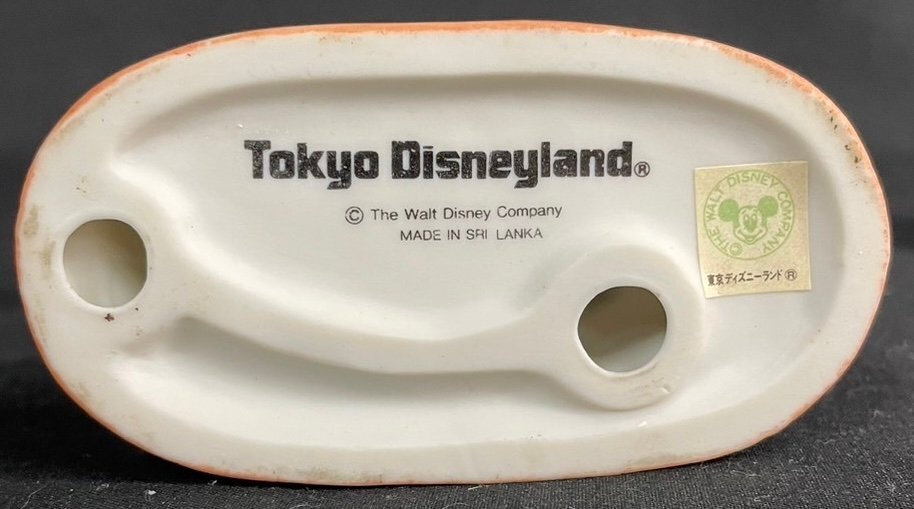 Tokyo Disneyland®
© The Walt Disney Company
MADE IN SRI LANKA
©THE WALT DISNEY COMPANY
東京ディズニーランド®